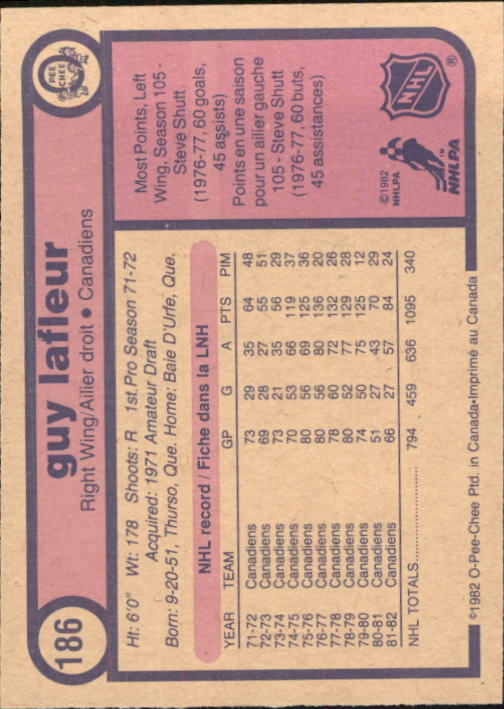 186
guy lafleur
Right Wing/Ailier droit • Canadiens
O
PEE
CHEE
Ht: 6'0" Wt: 178 Shoots: R 1st Pro Season 71-72
Acquired: 1971 Amateur Draft
Born: 9-20-51, Thurso, Que. Home: Baie D'Urfe, Que.
NHL record / Fiche dans la LNH
YEAR TEAM GP G A PTS PIM
71-72 Canadiens 73 29 35 64 48
72-73 Canadiens 69 28 27 55 51
73-74 Canadiens 73 21 35 56 29
74-75 Canadiens 70 53 66 119 37
75-76 Canadiens 80 56 69 125 36
76-77 Canadiens 80 56 80 136 20
77-78 Canadiens 78 60 72 132 26
78-79 Canadiens 80 52 77 129 28
79-80 Canadiens 74 50 75 125 12
80-81 Canadiens 51 27 43 70 29
81-82 Canadiens 66 27 57 84 24
NHL TOTALS.................... 794 459 636 1095 340
Most Points, Left
Wing, Season 105 -
Steve Shutt
(1976-77, 60 goals,
45 assists)
Points en une saison
pour un ailier gauche
105 - Steve Shutt
(1976-77, 60 buts,
45 assistances)
©1982
NHLPA
NHLPA
TM
NHL
®
©1982 O-Pee-Chee Ptd. in Canada•Imprimé au Canada